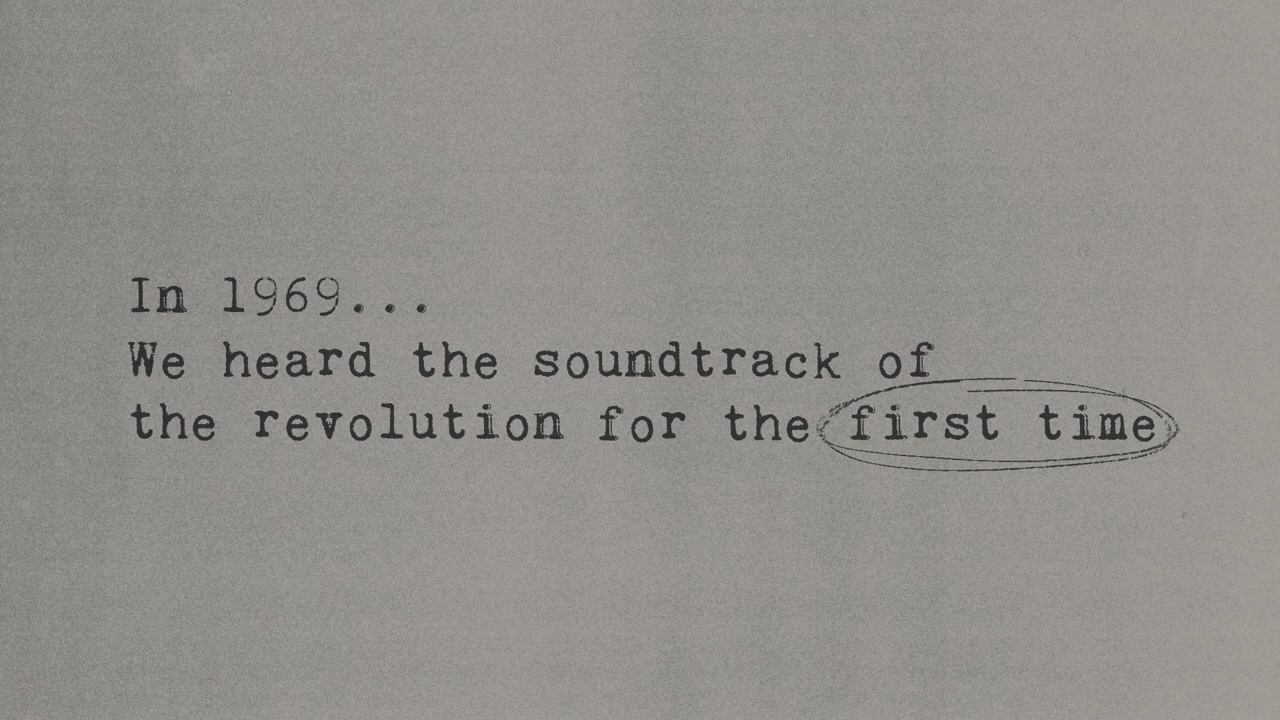 In 1969...
We heard the soundtrack of
the revolution for the first time